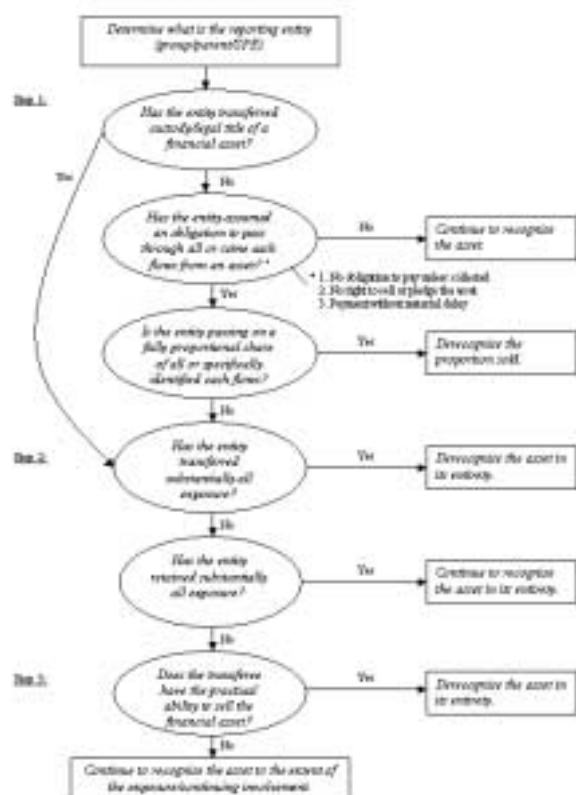 Determine what is the reporting entity
(group/parent/SPE)
Step 1:
Has the entity transferred
custody/legal title of a
financial asset?
Yes
No
Has the entity assumed
an obligation to pass
through all or some cash
flows from an asset? *
No
Continue to recognize
the asset
* 1. No obligation to pay unless collected
2. No right to sell or pledge the asset
3. Payment without material delay
Yes
Is the entity passing on a
fully proportional share
of all or specifically
identified cash flows?
Yes
Derecognize the
proportion sold.
No
Step 2:
Has the entity
transferred
substantially all
exposure?
Yes
Derecognize the asset in
its entirety.
No
Has the entity
retained substantially
all exposure?
Yes
Continue to recognize
the asset in its entirety.
No
Step 3:
Does the transferee
have the practical
ability to sell the
financial asset?
Yes
Derecognize the asset in
its entirety.
No
Continue to recognize the asset to the extent of
the exposure/continuing involvement